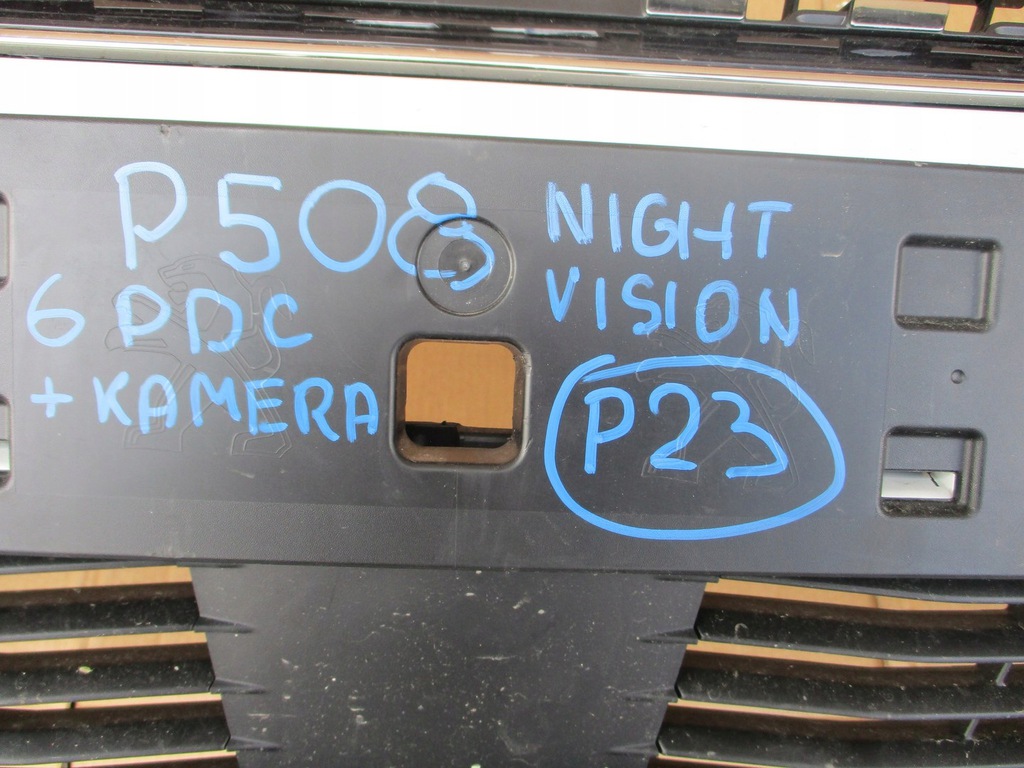 P508
6 PDC
+ KAMERA
NIGHT
VISION
P23